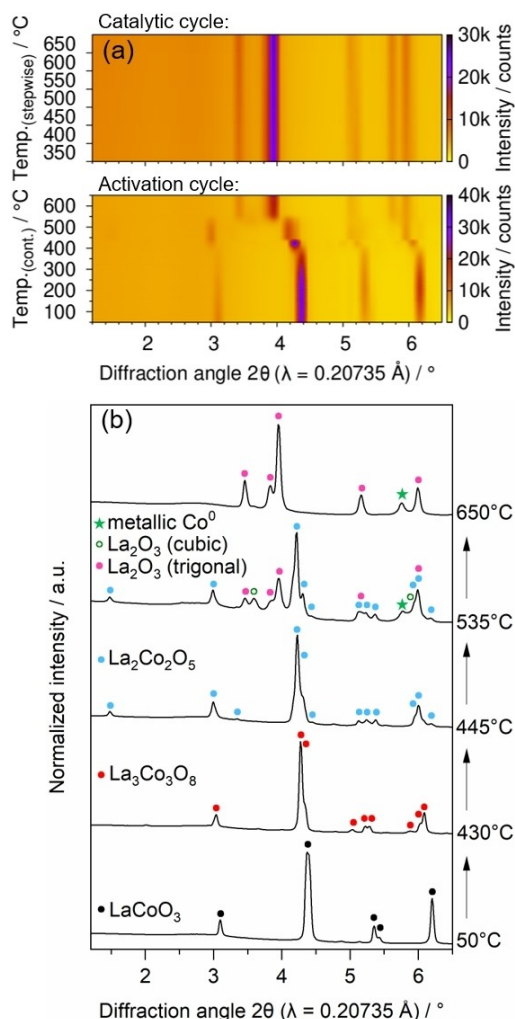 Catalytic cycle:
(a)
Temp.(stepwise) / °C
650
600
550
500
450
400
350
30k
20k
10k
0
Intensity / counts
Activation cycle:
Temp.(cont.) / °C
600
500
400
300
200
100
40k
30k
20k
10k
0
Intensity / counts
2 3 4 5 6
Diffraction angle 2θ (λ = 0.20735 Å) / °
(b)
Normalized intensity / a.u.
650°C
metallic Co⁰
La₂O₃ (cubic)
La₂O₃ (trigonal)
535°C
La₂Co₂O₅
445°C
La₃Co₃O₈
430°C
LaCoO₃
50°C
2 3 4 5 6
Diffraction angle 2θ (λ = 0.20735 Å) / °